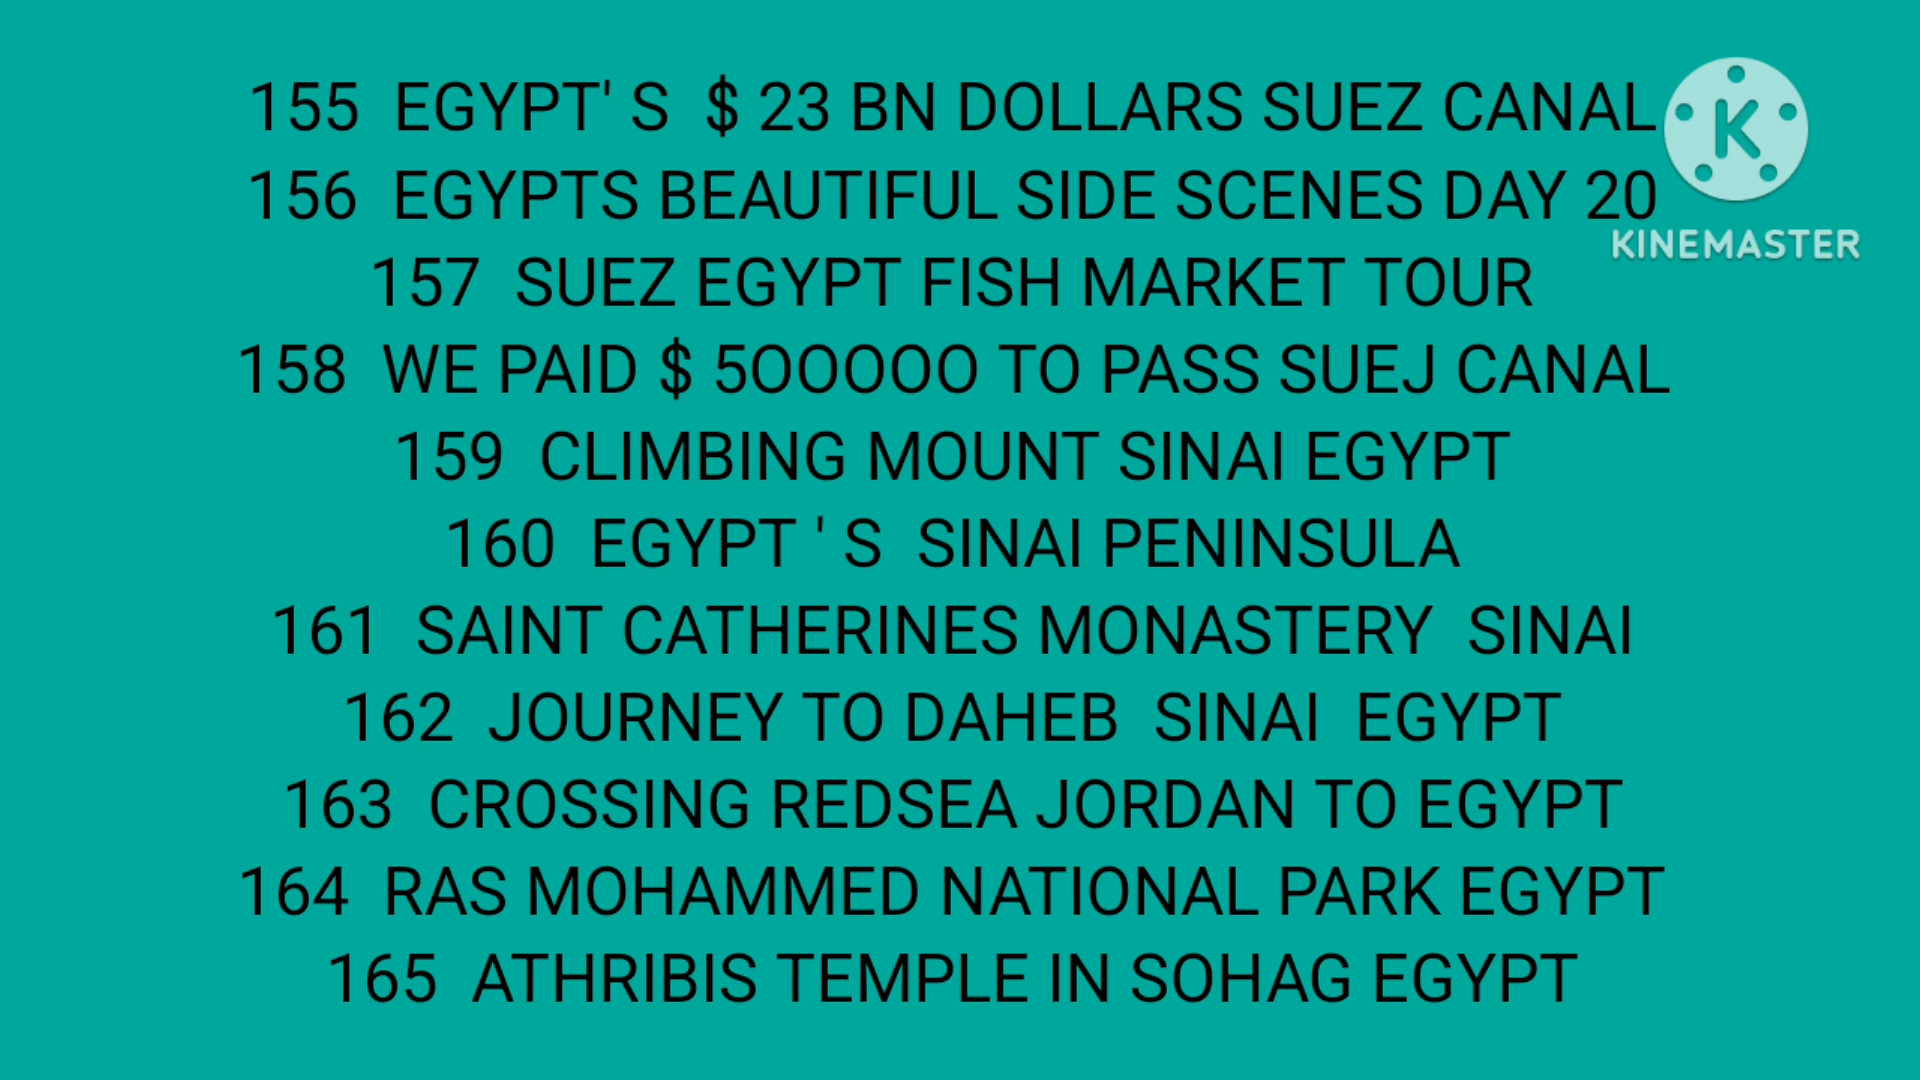 155  EGYPT' S  $ 23 BN DOLLARS SUEZ CANAL
156  EGYPTS BEAUTIFUL SIDE SCENES DAY 20
157  SUEZ EGYPT FISH MARKET TOUR
158  WE PAID $ 5OOOOO TO PASS SUEJ CANAL
159  CLIMBING MOUNT SINAI EGYPT
160  EGYPT ' S  SINAI PENINSULA
161  SAINT CATHERINES MONASTERY  SINAI
162  JOURNEY TO DAHEB  SINAI  EGYPT
163  CROSSING REDSEA JORDAN TO EGYPT
164  RAS MOHAMMED NATIONAL PARK EGYPT
165  ATHRIBIS TEMPLE IN SOHAG EGYPT
K
KINEMASTER